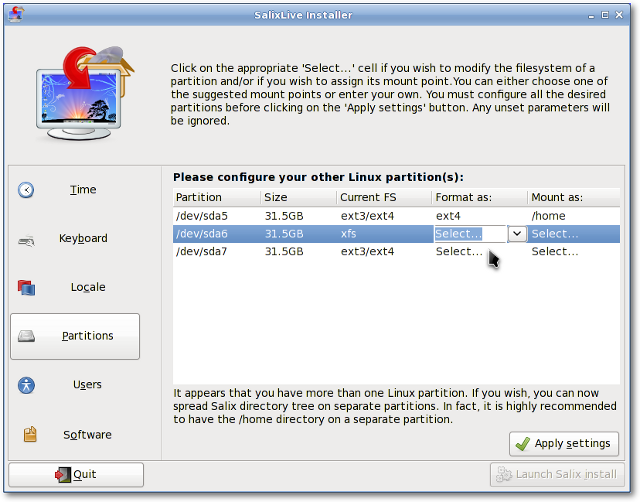 SalixLive Installer
Click on the appropriate 'Select...' cell if you wish to modify the filesystem of a
partition and/or if you wish to assign its mount point.You can either choose one of
the suggested mount points or enter your own. You must configure all the desired
partitions before clicking on the 'Apply settings' button. Any unset parameters will
be ignored.
Time
Keyboard
Locale
Partitions
Users
Software
Please configure your other Linux partition(s):
Partition Size Current FS Format as: Mount as:
/dev/sda5 31.5GB ext3/ext4 ext4 /home
/dev/sda6 31.5GB xfs Select... Select...
/dev/sda7 31.5GB ext3/ext4 Select... Select...
It appears that you have more than one Linux partition. If you wish, you can now
spread Salix directory tree on separate partitions. In fact, it is highly recommended
to have the /home directory on a separate partition.
Apply settings
Quit
Launch Salix install